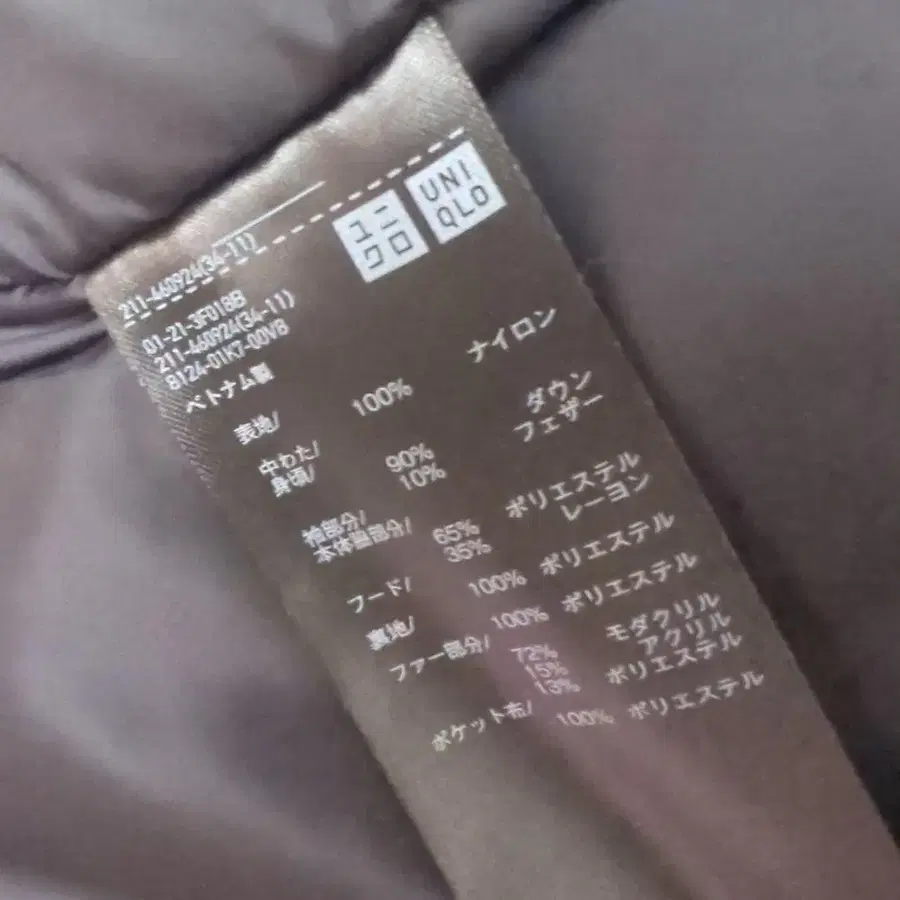 ユニ
クロ
UNI
QLO
211-460924(34-11)
01-21-3F01BB
211-460924(34-11)
B124-01K7-00VB
ベトナム製
表地/ 100% ナイロン
中わた/
身頃/ 90% ダウン
10% フェザー
袖部分/
本体脇部分/ 65% ポリエステル
35% レーヨン
フード/ 100% ポリエステル
裏地/ 100% ポリエステル
ファー部分/ 72% モダクリル
15% アクリル
13% ポリエステル
ポケット布/ 100% ポリエステル